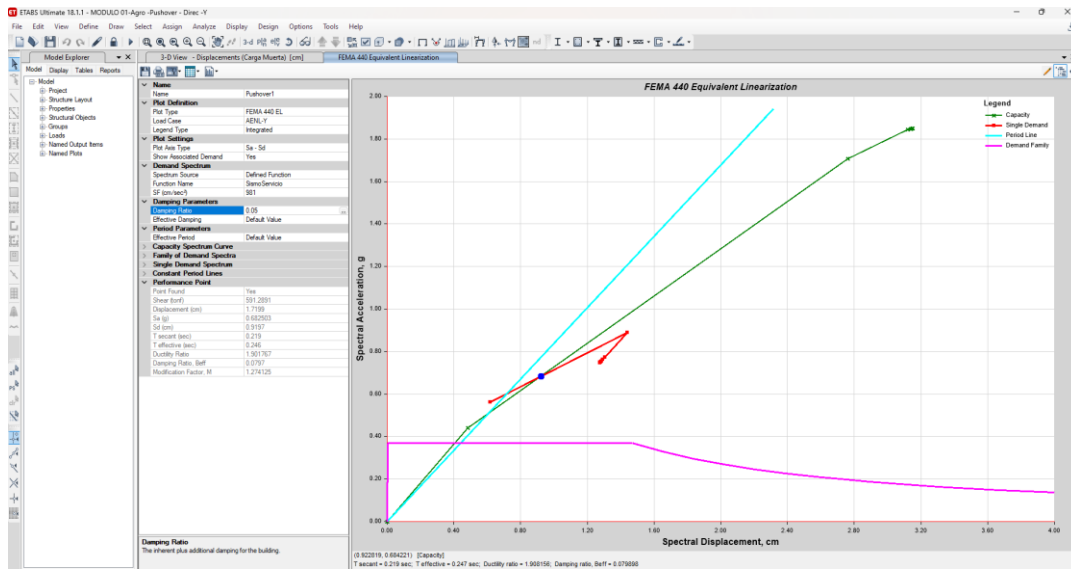 ETABS Ultimate 18.1.1 - MODULO 01-Agro -Pushover - Direc -Y
File Edit View Define Draw Select Assign Analyze Display Design Options Tools Help
Model Explorer
3-D View - Displacements (Carga Muerta) [cm]
FEMA 440 Equivalent Linearization
Model Display Tables Reports
Model
Project
Structure Layout
Properties
Structural Objects
Groups
Loads
Named Output Items
Named Plots
Name
Name Pushover1
Plot Definition
Plot Type FEMA 440 EL
Load Case AENL-Y
Legend Type Integrated
Plot Settings
Plot Axis Type Sa - Sd
Show Associated Demand Yes
Demand Spectrum
Spectrum Source Defined Function
Function Name SismoServicio
SF (cm/sec²) 981
Damping Parameters
Damping Ratio 0.05
Effective Damping Default Value
Period Parameters
Effective Period Default Value
Capacity Spectrum Curve
Family of Demand Spectra
Single Demand Spectrum
Constant Period Lines
Performance Point
Point Found Yes
Shear (tonf) 591.2891
Displacement (cm) 1.7199
Sa (g) 0.682803
Sd (cm) 0.9197
T secant (sec) 0.219
T effective (sec) 0.246
Ductility Ratio 1.901767
Damping Ratio, Beff 0.0797
Modification Factor, M 1.274125
Damping Ratio
The inherent plus additional damping for the building.
FEMA 440 Equivalent Linearization
Legend
Capacity
Single Demand
Period Line
Demand Family
Spectral Acceleration, g
2.00
1.80
1.60
1.40
1.20
1.00
0.80
0.60
0.40
0.20
0.00
0.00 0.40 0.80 1.20 1.60 2.00 2.40 2.80 3.20 3.60 4.00
Spectral Displacement, cm
(0.922819, 0.684221) [Capacity]
T secant = 0.219 sec; T effective = 0.247 sec; Ductility ratio = 1.908156; Damping ratio, Beff = 0.079898